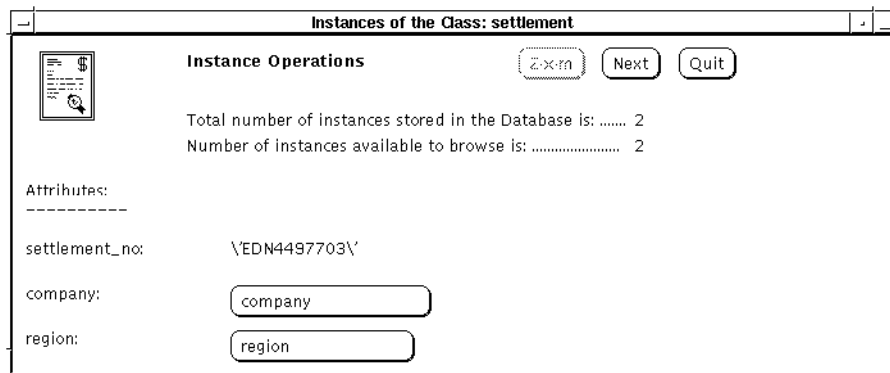 Instances of the Class: settlement
Instance Operations
Next
Quit
Total number of instances stored in the Database is: ....... 2
Number of instances available to browse is: ....................... 2
Attributes:
----------
settlement_no: \'EDN4497703\'
company: company
region: region